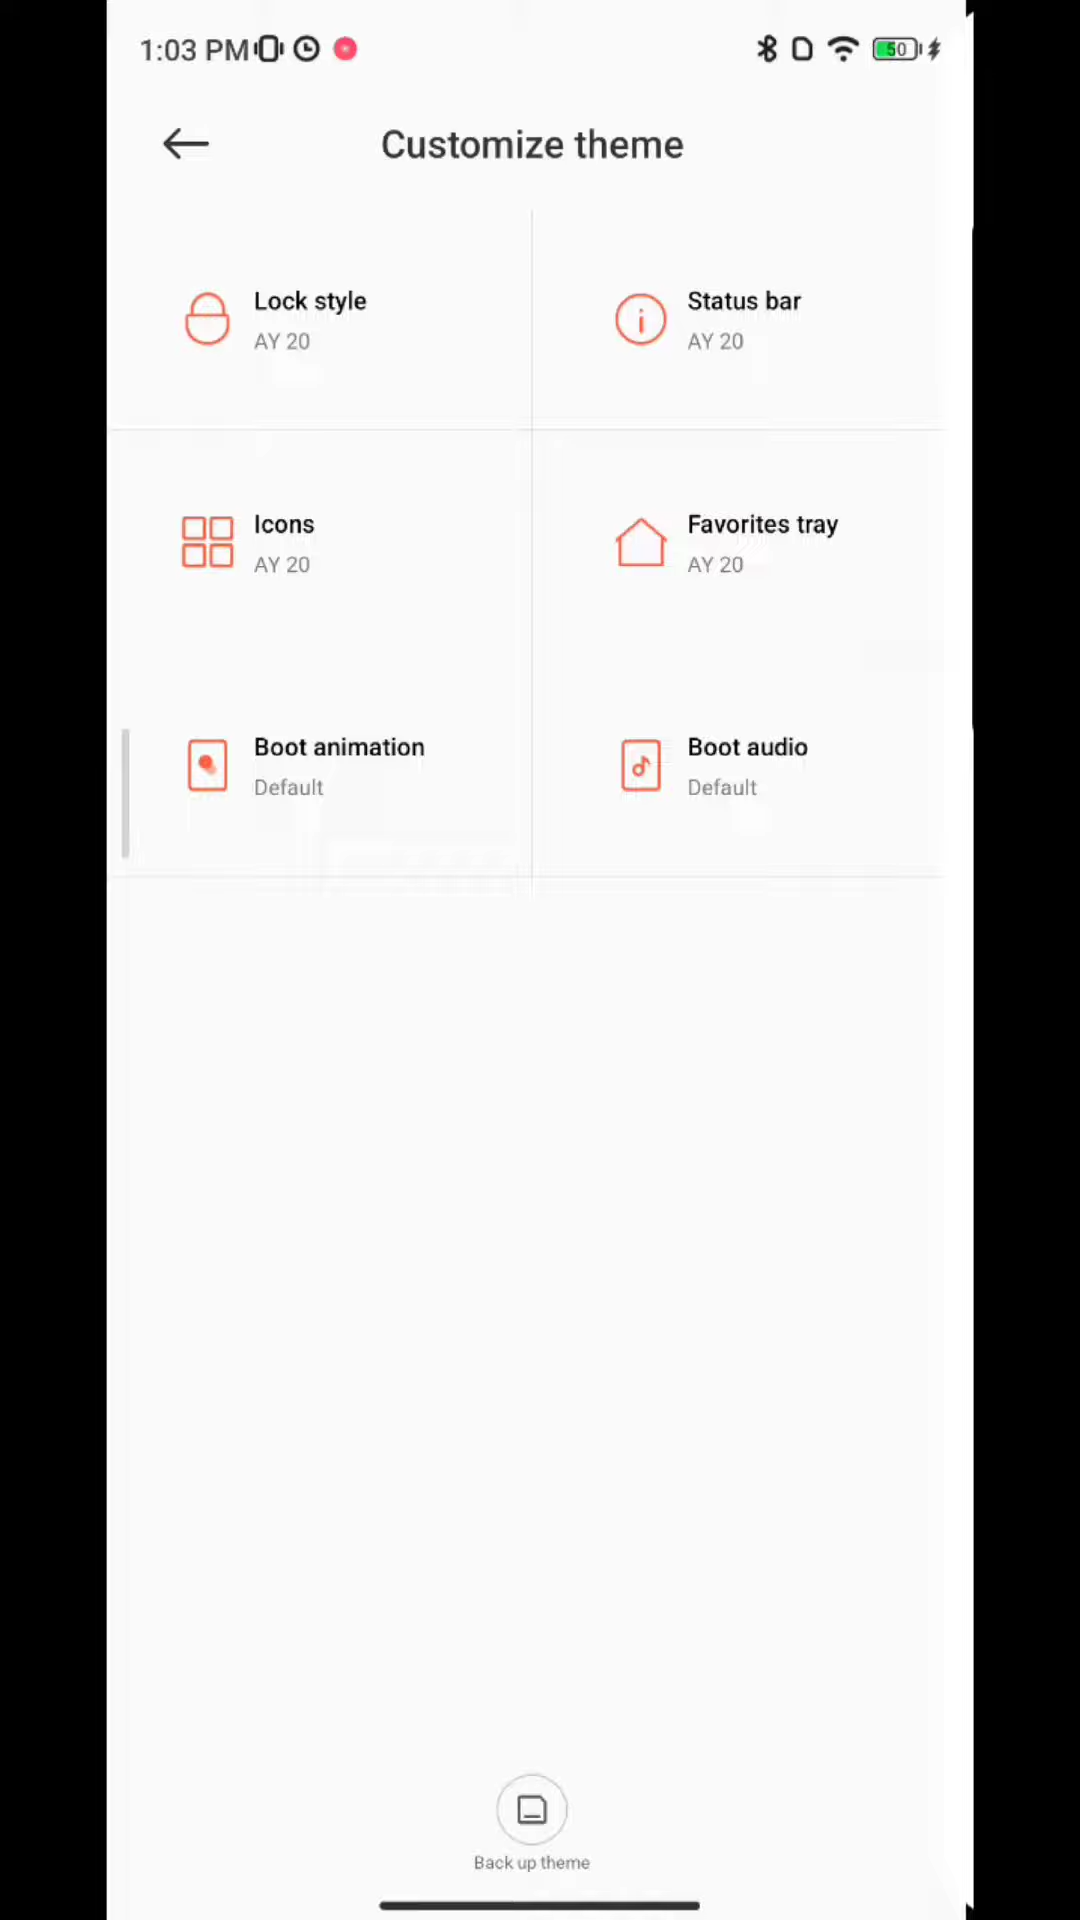 1:03 PM
50
Customize theme
Lock style
AY 20
Status bar
AY 20
Icons
AY 20
Favorites tray
AY 20
Boot animation
Default
Boot audio
Default
Back up theme